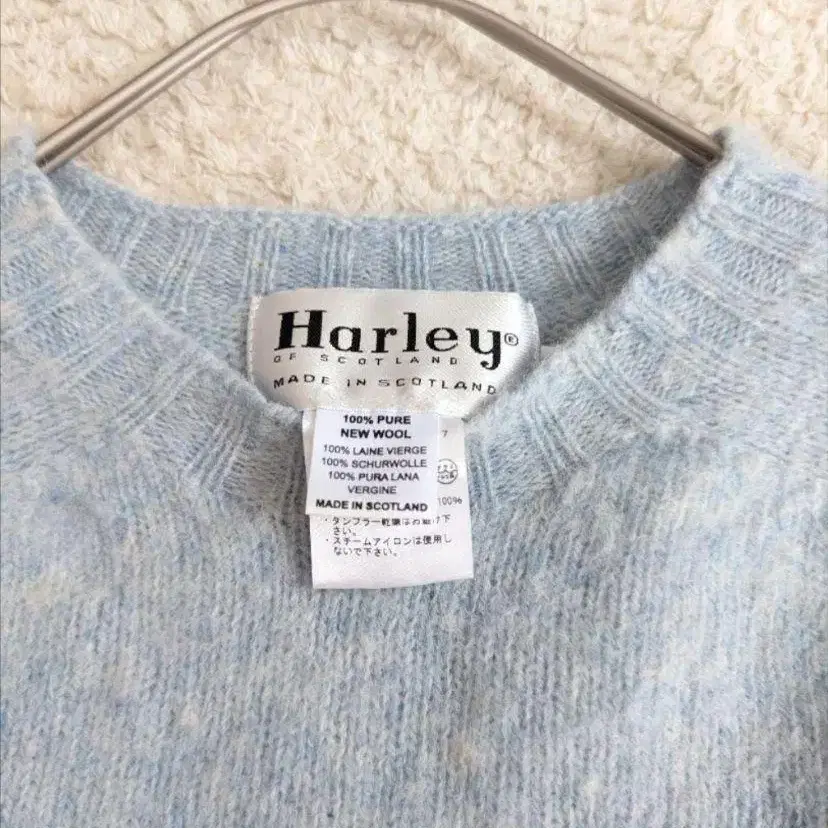 Harley®
OF SCOTLAND
MADE IN SCOTLAND
100% PURE
NEW WOOL
100% LAINE VIERGE
100% SCHURWOLLE
100% PURA LANA
VERGINE
MADE IN SCOTLAND
7
100%
・タンブラー乾燥はお避け下
さい。
・スチームアイロンは使用し
ないで下さい。